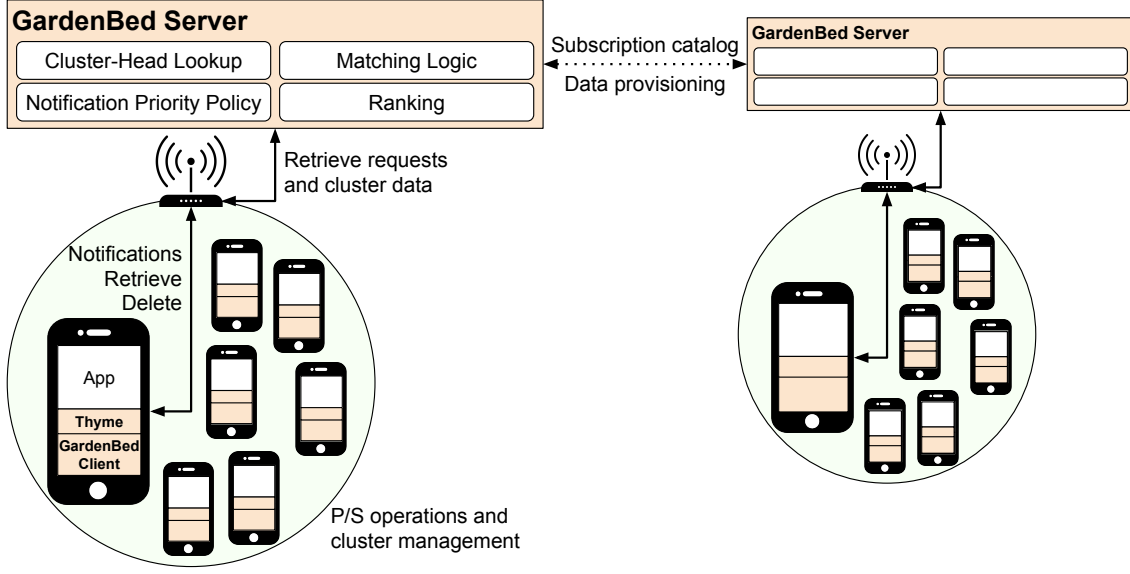 GardenBed Server
Cluster-Head Lookup
Matching Logic
Notification Priority Policy
Ranking
Subscription catalog
Data provisioning
GardenBed Server
Retrieve requests
and cluster data
Notifications
Retrieve
Delete
App
Thyme
GardenBed
Client
P/S operations and
cluster management